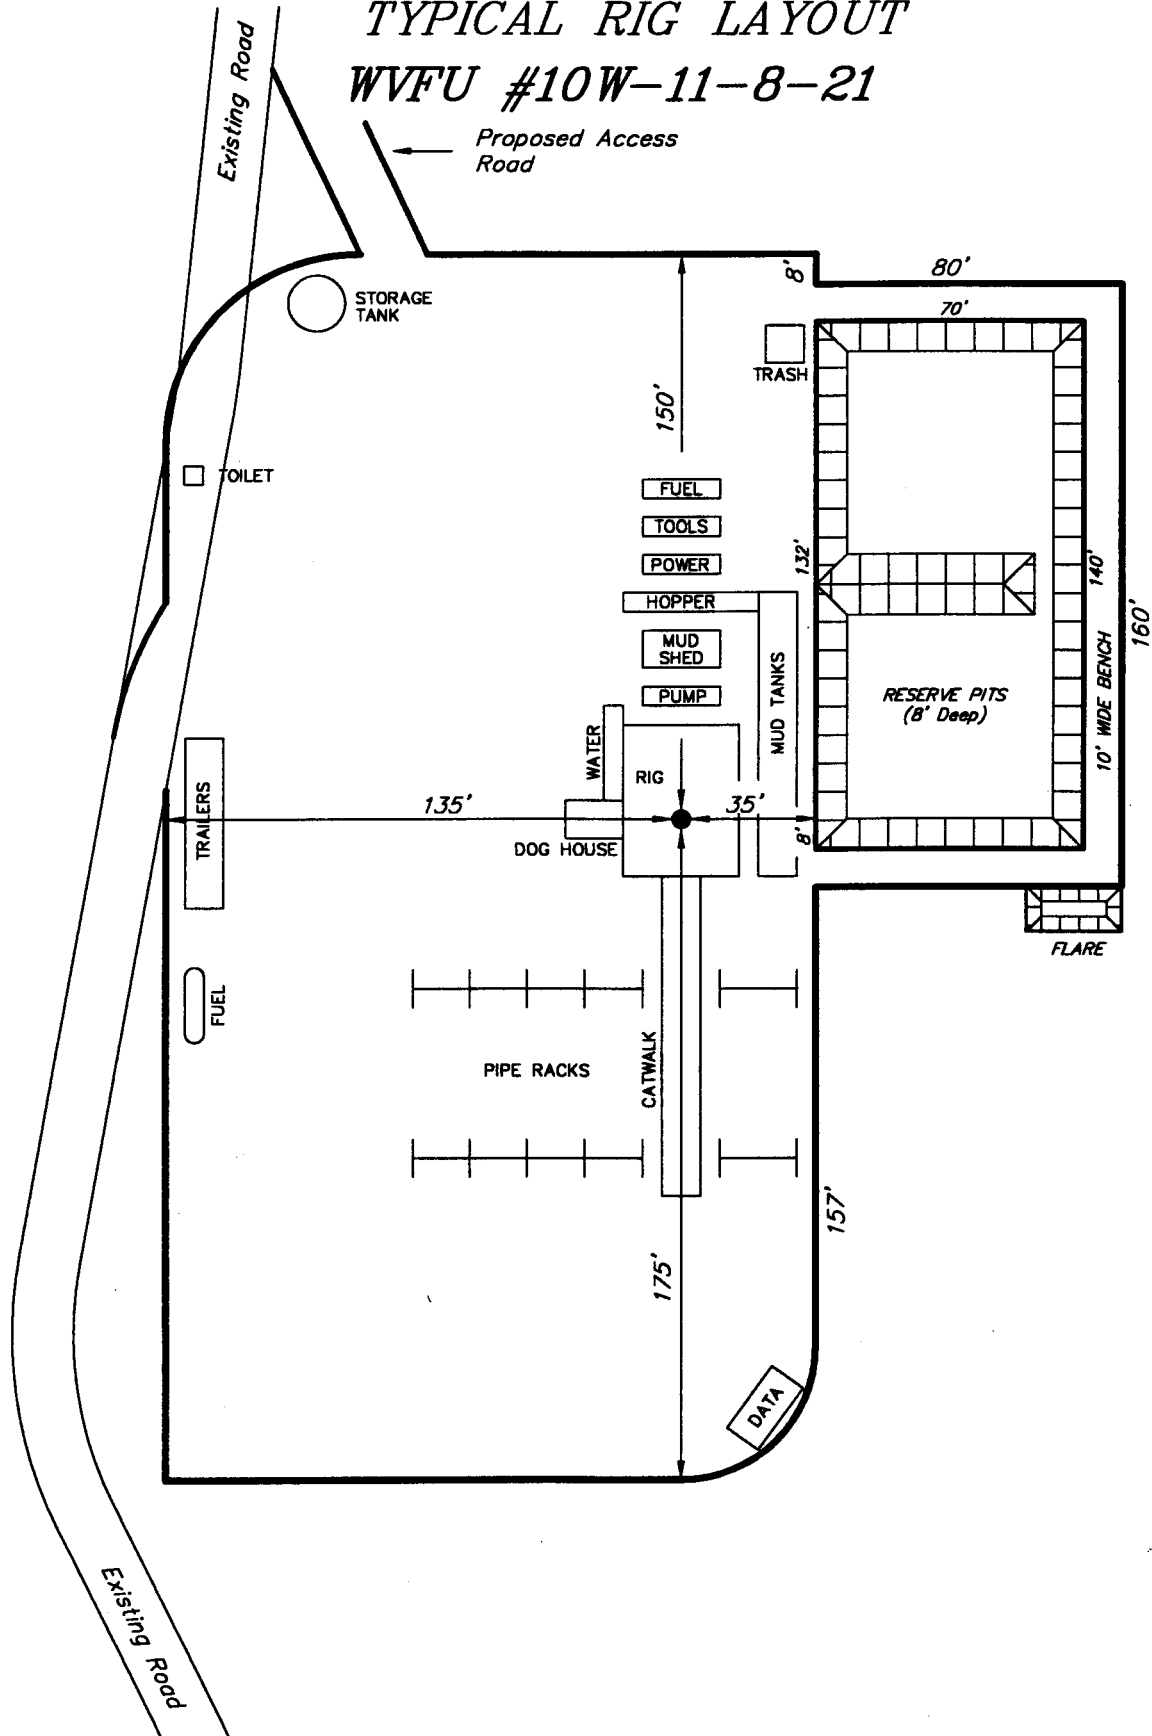 TYPICAL RIG LAYOUT
WVFU #10W-11-8-21
Existing Road
Proposed Access
Road
8'
80'
70'
STORAGE
TANK
TRASH
150'
TOILET
FUEL
TOOLS
POWER
HOPPER
MUD
SHED
PUMP
MUD TANKS
132'
140'
160'
RESERVE PITS
(8' Deep)
10' WIDE BENCH
WATER
RIG
135'
35'
8'
TRAILERS
DOG HOUSE
FLARE
FUEL
PIPE RACKS
CATWALK
157'
175'
DATA
Existing Road